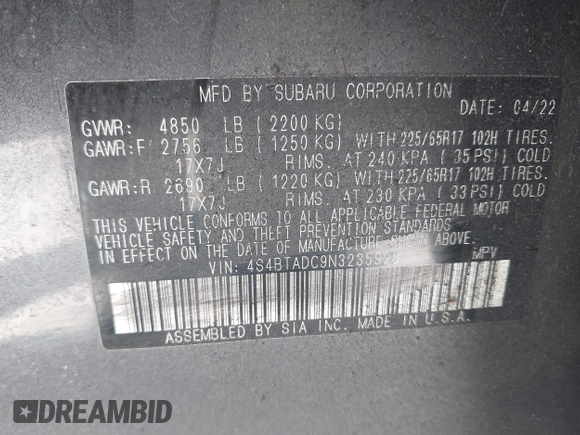 MFD BY SUBARU CORPORATION
DATE: 04/22
GVWR: 4850 LB ( 2200 KG)
GAWR:F 2756 LB ( 1250 KG) WITH 225/65R17 102H TIRES.
17X7J RIMS. AT 240 KPA ( 35 PSI) COLD
GAWR:R 2690 LB ( 1220 KG) WITH 225/65R17 102H TIRES.
17X7J RIMS. AT 230 KPA ( 33 PSI) COLD
THIS VEHICLE CONFORMS TO ALL APPLICABLE FEDERAL MOTOR
VEHICLE SAFETY AND THEFT PREVENTION STANDARDS
IN EFFECT ON THE DATE OF MANUFACTURE SHOWN ABOVE.
VIN: MPV
ASSEMBLED BY SIA INC. MADE IN U.S.A.
DREAMBID